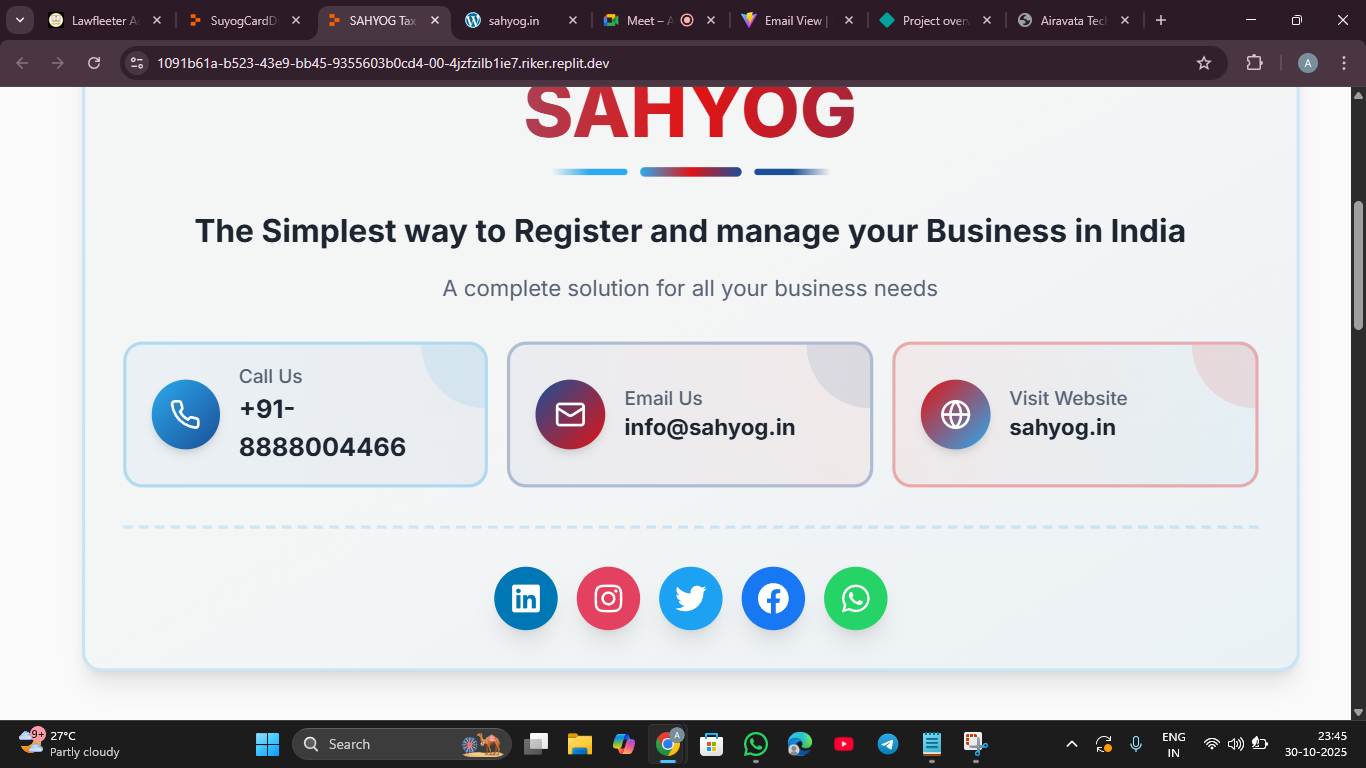 Lawfleeter A
SuyogCardD
SAHYOG Tax
sahyog.in
Meet – A
Email View |
Project over
Airavata Tec
1091b61a-b523-43e9-bb45-9355603b0cd4-00-4jzfzilb1ie7.riker.replit.dev
A
SAHYOG
The Simplest way to Register and manage your Business in India
A complete solution for all your business needs
Call Us
+91-
8888004466
Email Us
info@sahyog.in
Visit Website
sahyog.in
9+
27°C
Partly cloudy
Search
A
ENG
IN
23:45
30-10-2025